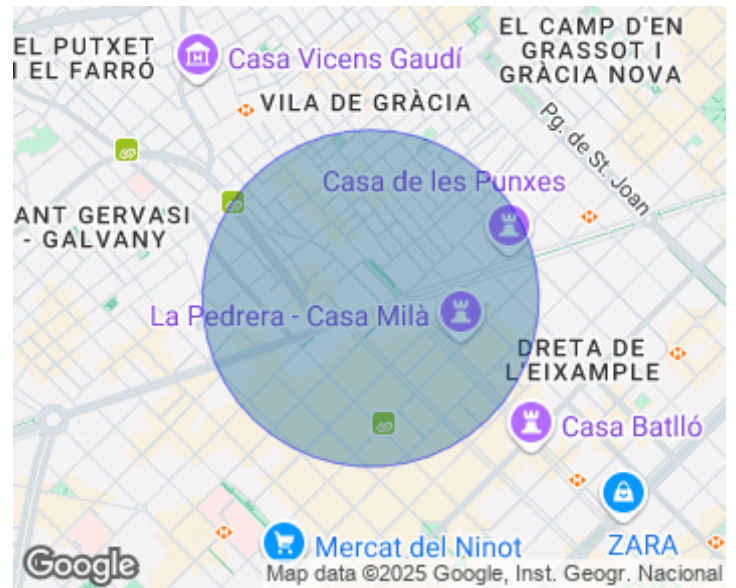 EL CAMP D'EN
GRASSOT I
GRÀCIA NOVA
EL PUTXET
I EL FARRÓ
Casa Vicens Gaudí
VILA DE GRÀCIA
Pg. de St. Joan
Casa de les Punxes
ANT GERVASI
- GALVANY
La Pedrera - Casa Milà
DRETA DE
L'EIXAMPLE
Casa Batlló
Mercat del Ninot
ZARA
Google
Map data ©2025 Google, Inst. Geogr. Nacional